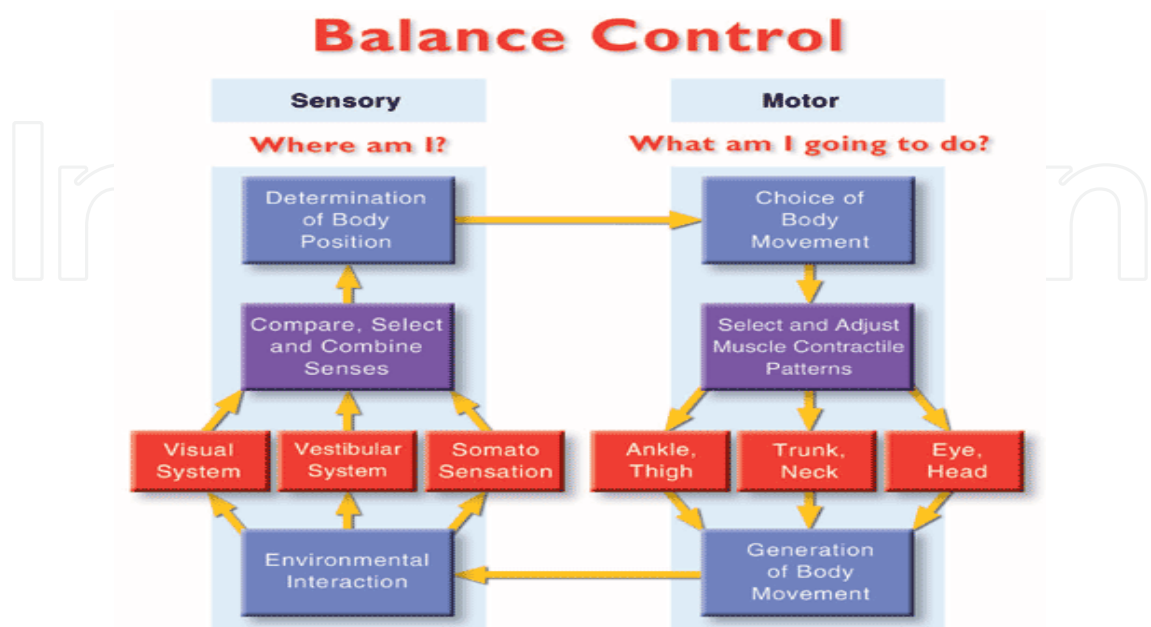 Balance Control
Sensory
Motor
Where am I?
What am I going to do?
Determination
of Body
Position
Choice of
Body
Movement
Compare, Select
and Combine
Senses
Select and Adjust
Muscle Contractile
Patterns
Visual
System
Vestibular
System
Somato
Sensation
Ankle,
Thigh
Trunk,
Neck
Eye,
Head
Environmental
Interaction
Generation
of Body
Movement